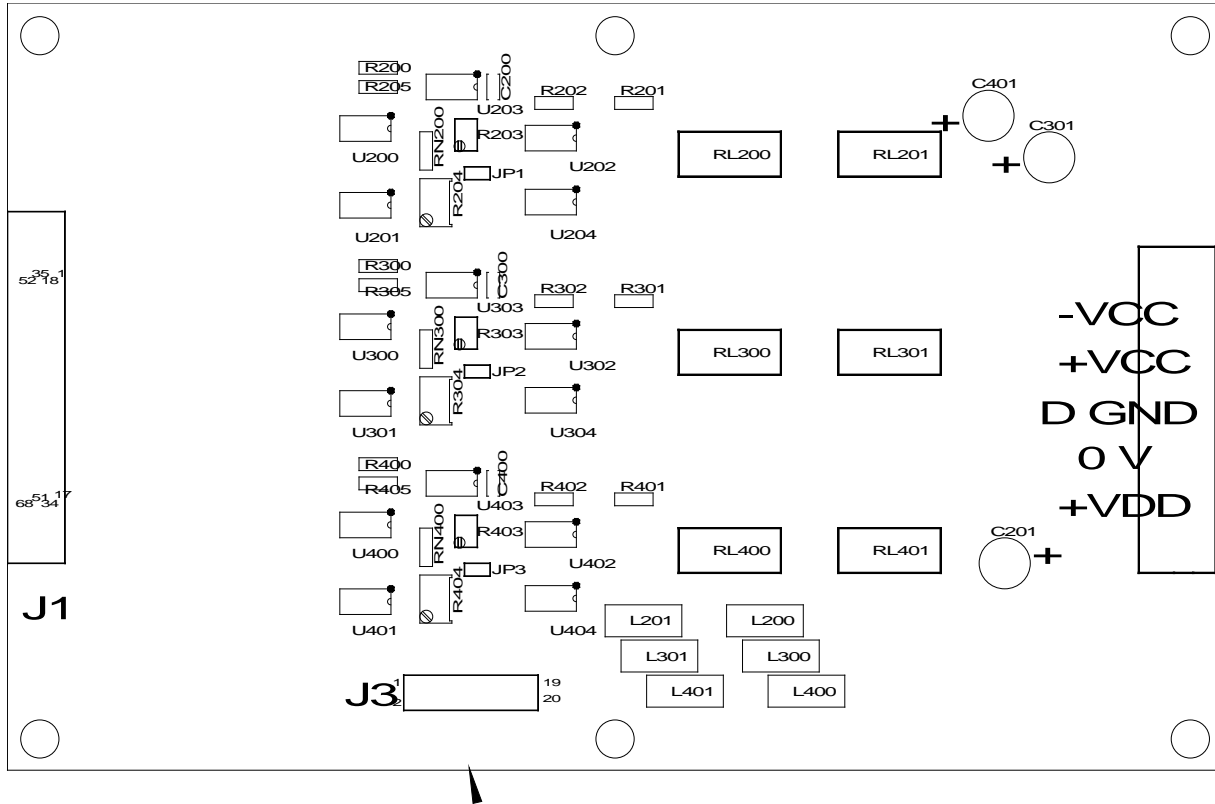 R200
R205
C200
U203
R202
R201
C401
C301
U200
RN200
R203
U202
RL200
RL201
JP1
R204
U201
U204
R300
R305
C300
U303
R302
R301
U300
RN300
R303
U302
RL300
RL301
JP2
R304
U301
U304
R400
R405
C400
U403
R402
R401
U400
RN400
R403
U402
RL400
RL401
JP3
R404
U401
U404
52 35 18 1
68 51 34 17
J1
-VCC
+VCC
D GND
0 V
+VDD
C201
+
+
+
L201
L200
L301
L300
L401
L400
J3
1
2
19
20